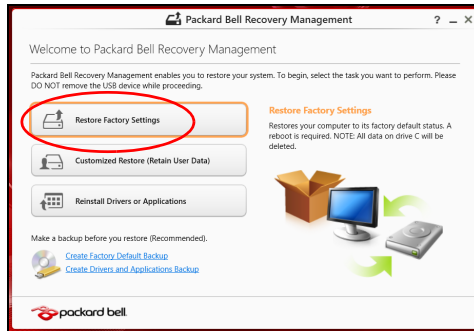 Packard Bell Recovery Management
? _ X
Welcome to Packard Bell Recovery Management
Packard Bell Recovery Management enables you to restore your system. To begin, select the task you want to perform. Please
DO NOT remove the USB device while proceeding.
Restore Factory Settings
Customized Restore (Retain User Data)
Reinstall Drivers or Applications
Restore Factory Settings
Restores your computer to its factory default status. A
reboot is required. NOTE: All data on drive C will be
deleted.
Make a backup before you restore (Recommended).
Create Factory Default Backup
Create Drivers and Applications Backup
packard bell.